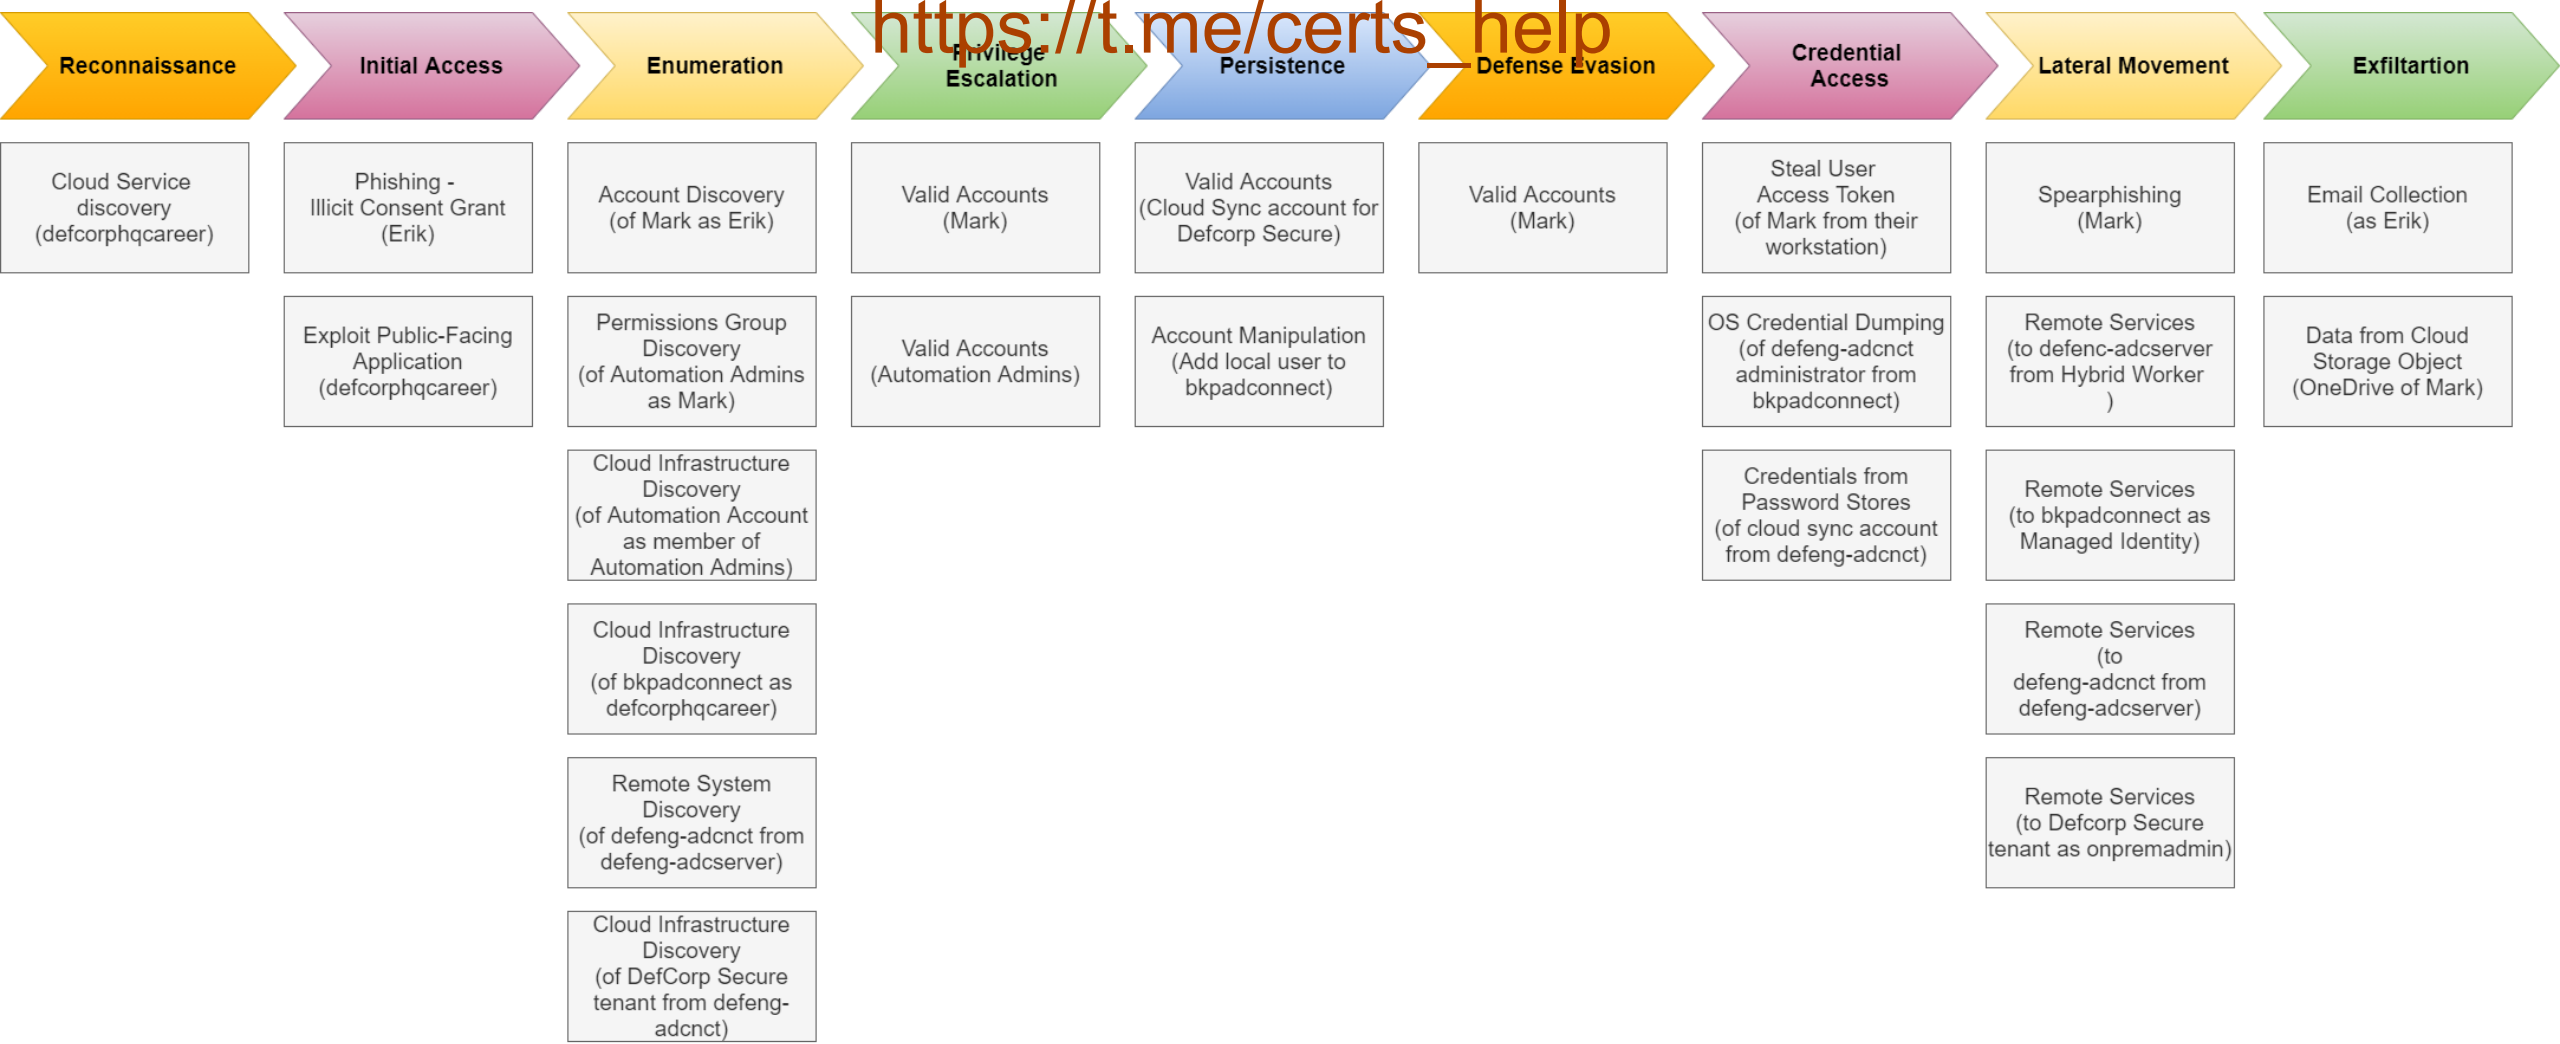 https://t.me/certs__help
Reconnaissance
Initial Access
Enumeration
Privilege
Escalation
Persistence
Defense Evasion
Credential
Access
Lateral Movement
Exfiltartion
Cloud Service
discovery
(defcorphqcareer)
Phishing -
Illicit Consent Grant
(Erik)
Exploit Public-Facing
Application
(defcorphqcareer)
Account Discovery
(of Mark as Erik)
Permissions Group
Discovery
(of Automation Admins
as Mark)
Cloud Infrastructure
Discovery
(of Automation Account
as member of
Automation Admins)
Cloud Infrastructure
Discovery
(of bkpadconnect as
defcorphqcareer)
Remote System
Discovery
(of defeng-adcnct from
defeng-adcserver)
Cloud Infrastructure
Discovery
(of DefCorp Secure
tenant from defeng-
adcnct)
Valid Accounts
(Mark)
Valid Accounts
(Automation Admins)
Valid Accounts
(Cloud Sync account for
Defcorp Secure)
Account Manipulation
(Add local user to
bkpadconnect)
Valid Accounts
(Mark)
Steal User
Access Token
(of Mark from their
workstation)
OS Credential Dumping
(of defeng-adcnct
administrator from
bkpadconnect)
Credentials from
Password Stores
(of cloud sync account
from defeng-adcnct)
Spearphishing
(Mark)
Remote Services
(to defenc-adcserver
from Hybrid Worker
)
Remote Services
(to bkpadconnect as
Managed Identity)
Remote Services
(to
defeng-adcnct from
defeng-adcserver)
Remote Services
(to Defcorp Secure
tenant as onpremadmin)
Email Collection
(as Erik)
Data from Cloud
Storage Object
(OneDrive of Mark)